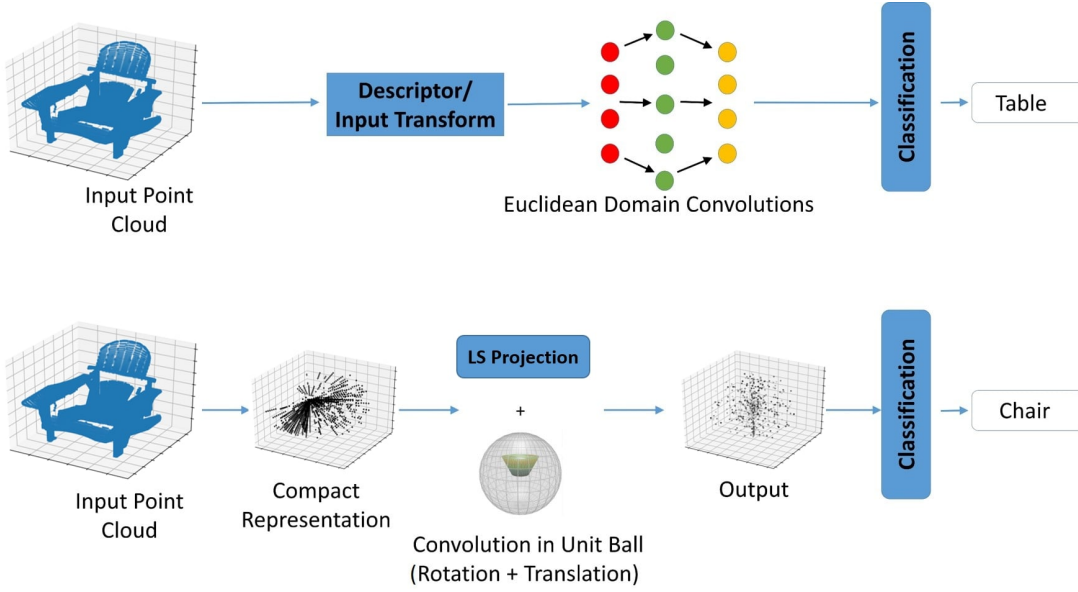 Descriptor/
Input Transform
Classification
Table
Input Point
Cloud
Euclidean Domain Convolutions
LS Projection
+
Classification
Chair
Input Point
Cloud
Compact
Representation
Output
Convolution in Unit Ball
(Rotation + Translation)